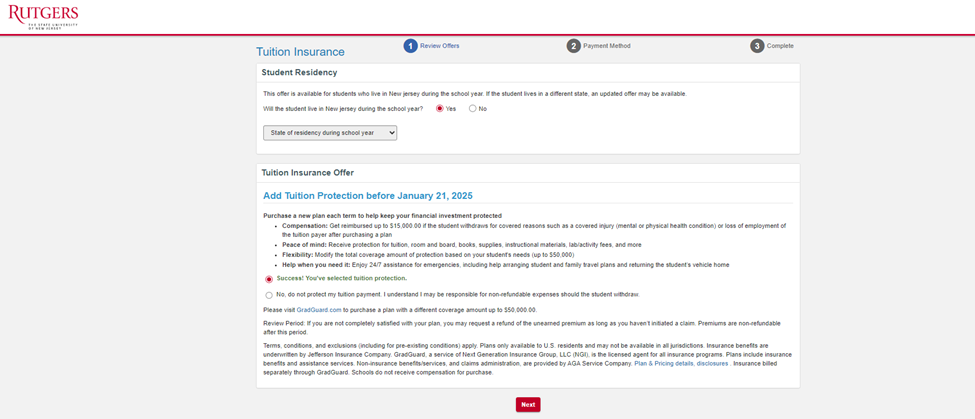 RUTGERS
THE STATE UNIVERSITY
OF NEW JERSEY
Tuition Insurance
1 Review Offers
2 Payment Method
3 Complete
Student Residency
This offer is available for students who live in New jersey during the school year. If the student lives in a different state, an updated offer may be available.
Will the student live in New jersey during the school year? Yes No
State of residency during school year
Tuition Insurance Offer
Add Tuition Protection before January 21, 2025
Purchase a new plan each term to help keep your financial investment protected
• Compensation: Get reimbursed up to $15,000.00 if the student withdraws for covered reasons such as a covered injury (mental or physical health condition) or loss of employment of
the tuition payer after purchasing a plan
• Peace of mind: Receive protection for tuition, room and board, books, supplies, instructional materials, lab/activity fees, and more
• Flexibility: Modify the total coverage amount of protection based on your student's needs (up to $50,000)
• Help when you need it: Enjoy 24/7 assistance for emergencies, including help arranging student and family travel plans and returning the student's vehicle home
Success! You've selected tuition protection.
No, do not protect my tuition payment. I understand I may be responsible for non-refundable expenses should the student withdraw.
Please visit GradGuard.com to purchase a plan with a different coverage amount up to $50,000.00.
Review Period: If you are not completely satisfied with your plan, you may request a refund of the unearned premium as long as you haven't initiated a claim. Premiums are non-refundable
after this period.
Terms, conditions, and exclusions (including for pre-existing conditions) apply. Plans only available to U.S. residents and may not be available in all jurisdictions. Insurance benefits are
underwritten by Jefferson Insurance Company. GradGuard, a service of Next Generation Insurance Group, LLC (NGI), is the licensed agent for all insurance programs. Plans include insurance
benefits and assistance services. Non-insurance benefits/services, and claims administration, are provided by AGA Service Company. Plan & Pricing details, disclosures . Insurance billed
separately through GradGuard. Schools do not receive compensation for purchase.
Next